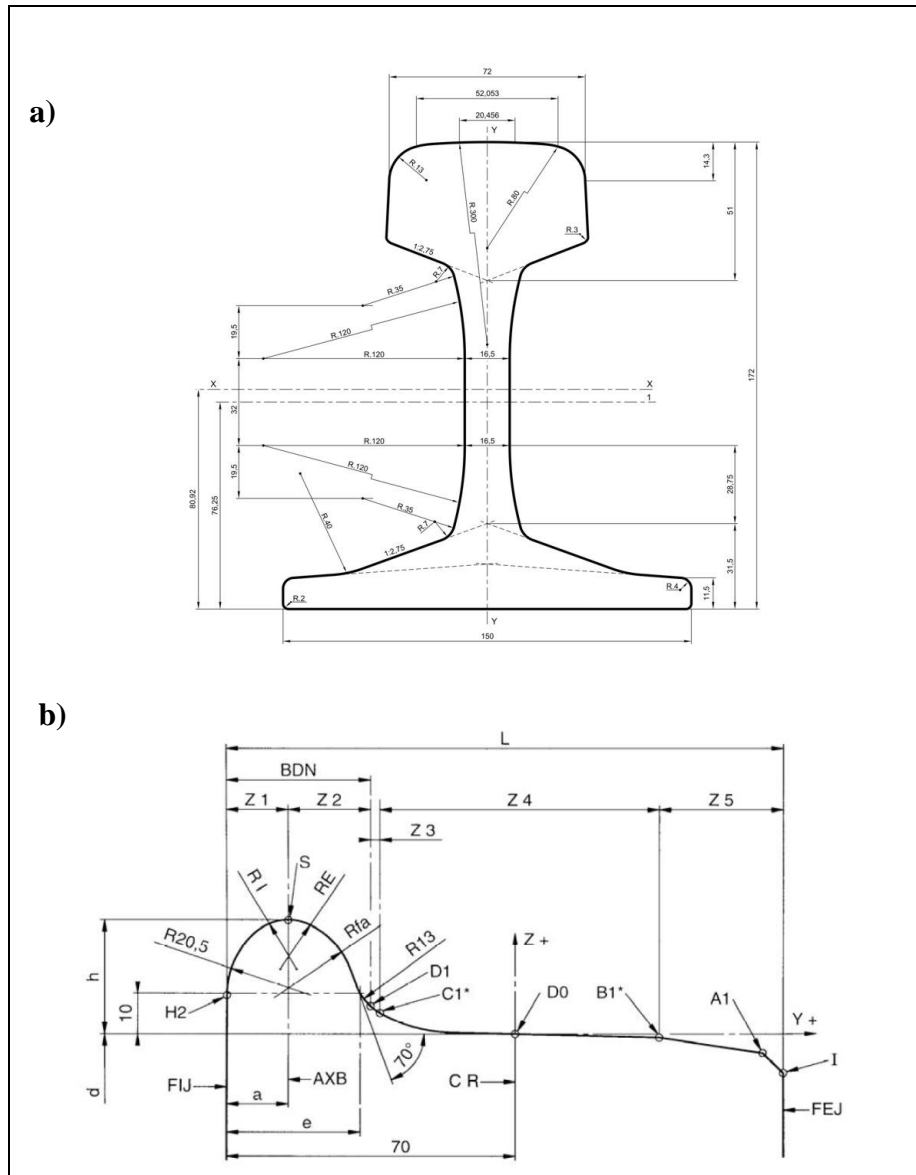 a)
72
52,053
20,456
Y
R.13
R.300
R.80
14,3
51
R.3
1:2,75
R.7
R.35
19,5
R.120
R.120
16,5
172
X
X
1
32
R.120
16,5
R.120
19,5
R.35
28,75
80,92
76,25
R.40
R.7
1:2,75
31,5
R.2
R.4
11,5
Y
150
b)
L
BDN
Z 1
Z 2
Z 4
Z 5
Z 3
S
R I
RE
Rfa
R20,5
R13
h
Z +
D1
C1*
D0
B1*
A1
Y +
H2
10
70°
I
d
FIJ
AXB
C R
FEJ
a
e
70